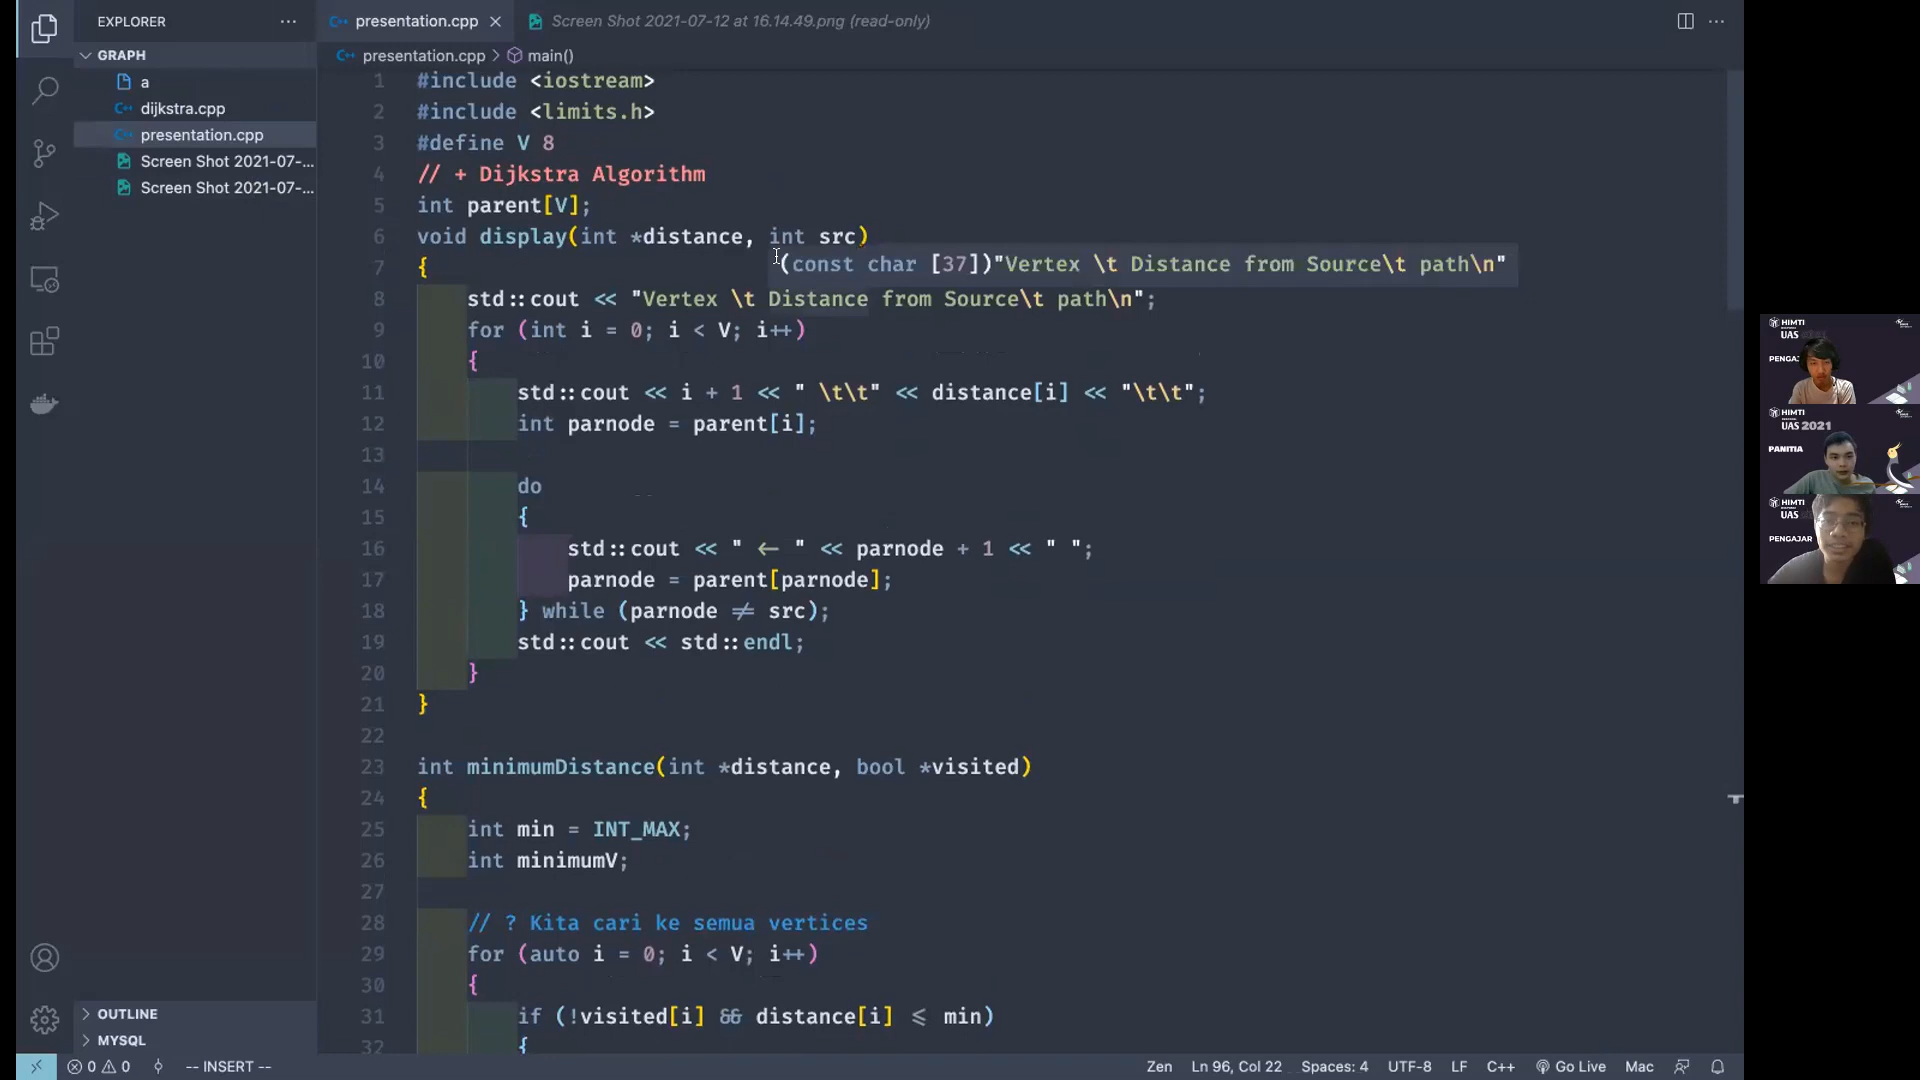 EXPLORER
GRAPH
a
dijkstra.cpp
presentation.cpp
Screen Shot 2021-07-...
Screen Shot 2021-07-...
OUTLINE
MYSQL
presentation.cpp
Screen Shot 2021-07-12 at 16.14.49.png (read-only)
presentation.cpp > main()
1 #include <iostream>
2 #include <limits.h>
3 #define V 8
4 // + Dijkstra Algorithm
5 int parent[V];
6 void display(int *distance, int src)
(const char [37])"Vertex \t Distance from Source\t path\n"
7 {
8 std::cout << "Vertex \t Distance from Source\t path\n";
9 for (int i = 0; i < V; i++)
10 {
11 std::cout << i + 1 << " \t\t" << distance[i] << "\t\t";
12 int parnode = parent[i];
13
14 do
15 {
16 std::cout << " <- " << parnode + 1 << " ";
17 parnode = parent[parnode];
18 } while (parnode != src);
19 std::cout << std::endl;
20 }
21 }
22
23 int minimumDistance(int *distance, bool *visited)
24 {
25 int min = INT_MAX;
26 int minimumV;
27
28 // ? Kita cari ke semua vertices
29 for (auto i = 0; i < V; i++)
30 {
31 if (!visited[i] && distance[i] <= min)
32 {
HIMTI
UAS
PENGAJ
HIMTI
UAS 2021
PANITIA
HIMTI
UAS
PENGAJAR
0 0 -- INSERT -- Zen Ln 96, Col 22 Spaces: 4 UTF-8 LF C++ Go Live Mac